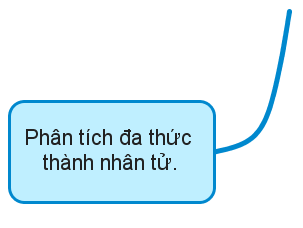 Phân tích đa thức
thành nhân tử.